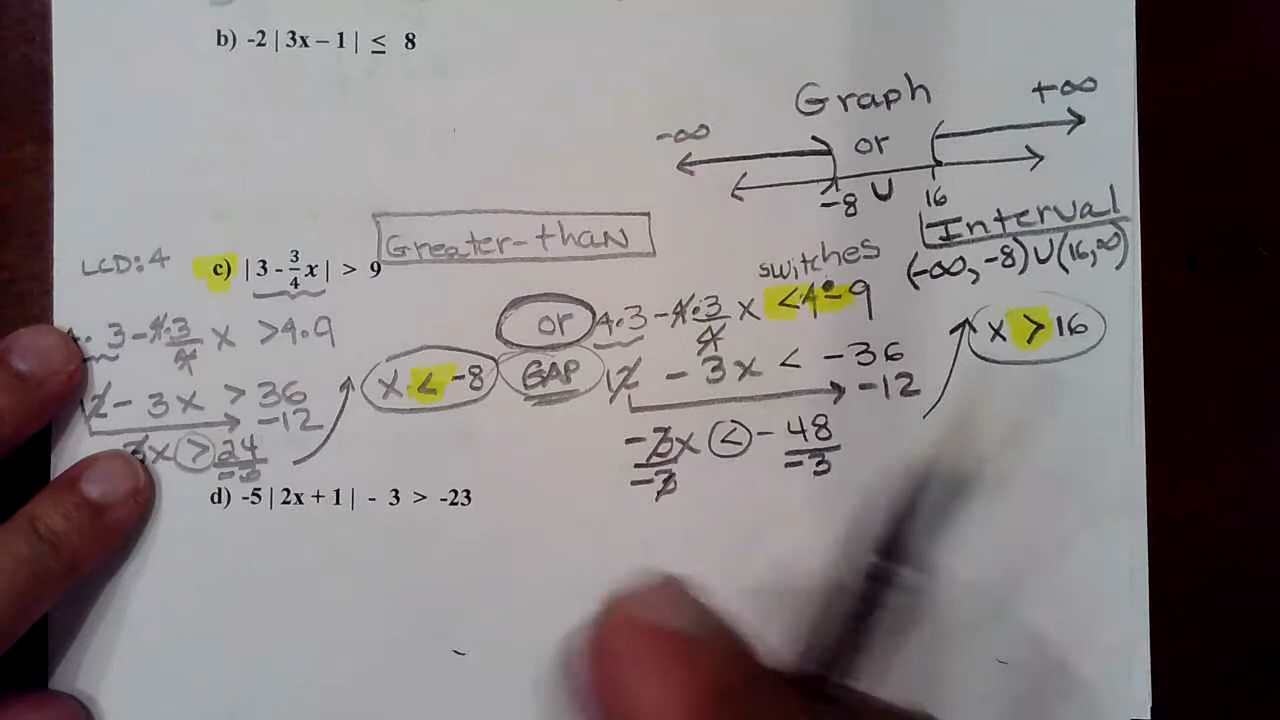 b) -2 | 3x – 1 | ≤ 8
Graph
-∞ +∞
or
-8 U 16
Interval
(-∞, -8) U (16, ∞)
Greater-than
LCD: 4
c) | 3 - 3/4 x | > 9
switches
4·3 - 4·3/4 x > 4·9
or
4·3 - 4·3/4 x < 4·-9
12 - 3x > 36
-12
x < -8
GAP
12 - 3x < -36
-12
x > 16
3x > 24
-3
-3x < -48
-3 -3
d) -5 | 2x + 1 | - 3 > -23